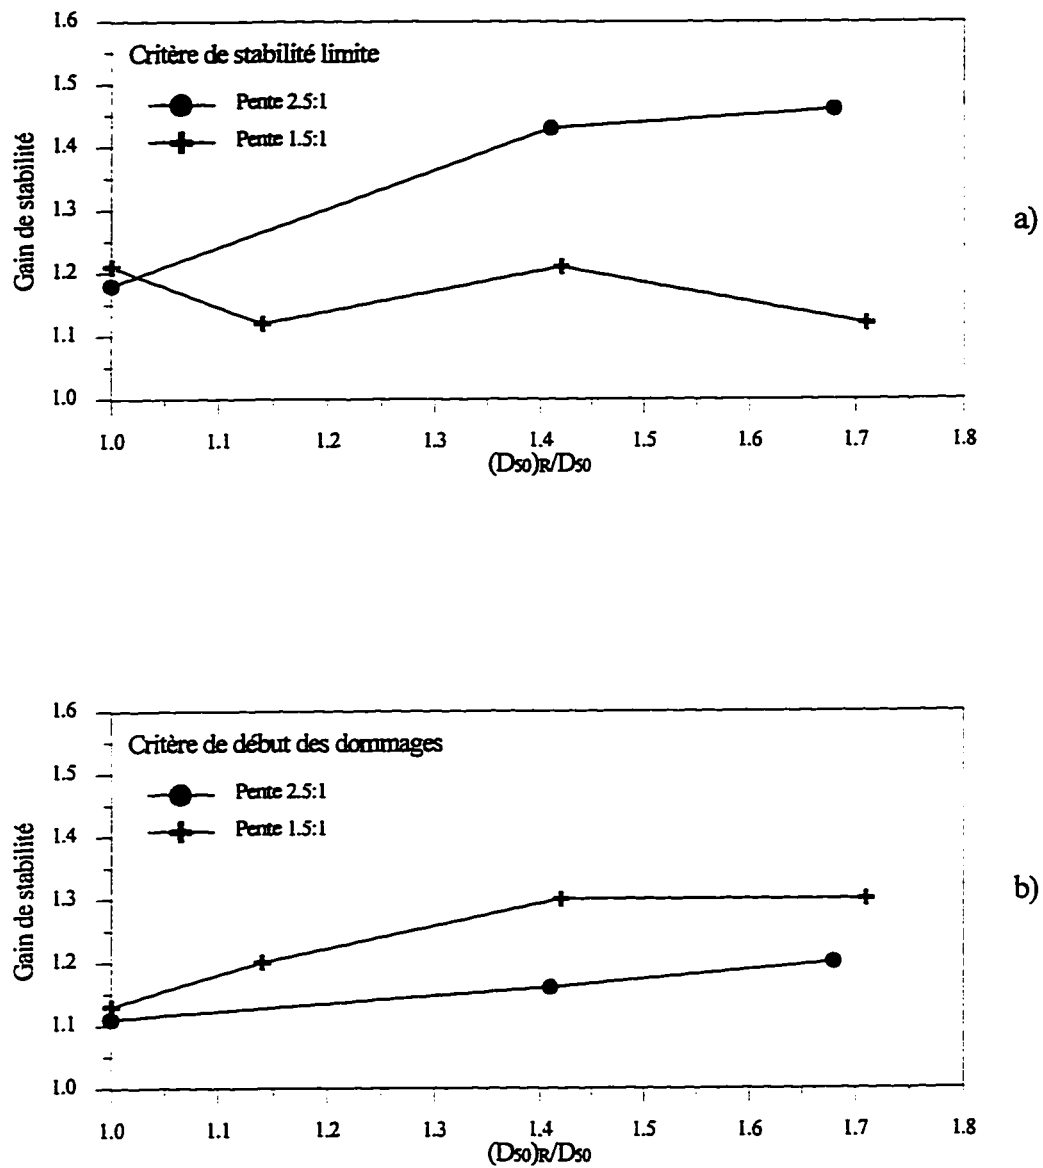 1.6
Critère de stabilité limite
1.5
Pente 2.5:1
Pente 1.5:1
1.4
Gain de stabilité
1.3
a)
1.2
1.1
1.0
1.0 1.1 1.2 1.3 1.4 1.5 1.6 1.7 1.8
(D50)R/D50
1.6
Critère de début des dommages
1.5
Pente 2.5:1
Pente 1.5:1
1.4
Gain de stabilité
1.3
b)
1.2
1.1
1.0
1.0 1.1 1.2 1.3 1.4 1.5 1.6 1.7 1.8
(D50)R/D50